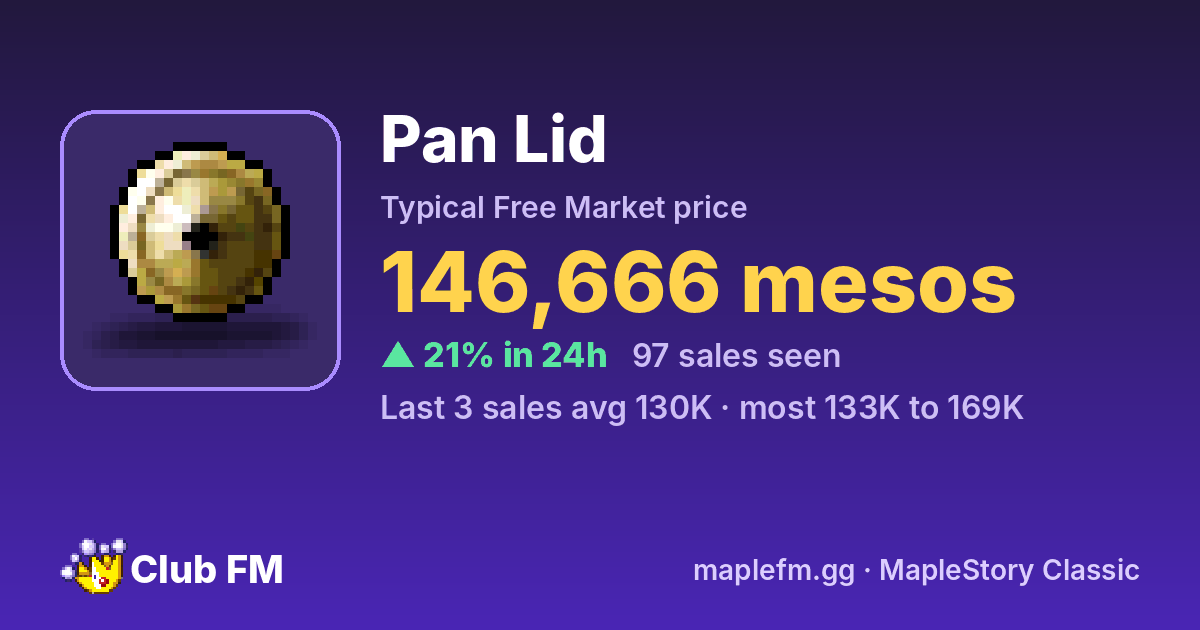 Pan Lid
Typical Free Market price
146,666 mesos
▲ 21% in 24h 97 sales seen
Last 3 sales avg 130K · most 133K to 169K
Club FM
maplefm.gg · MapleStory Classic